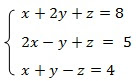 x + 2y + z = 8
2x − y + z = 5
x + y − z = 4